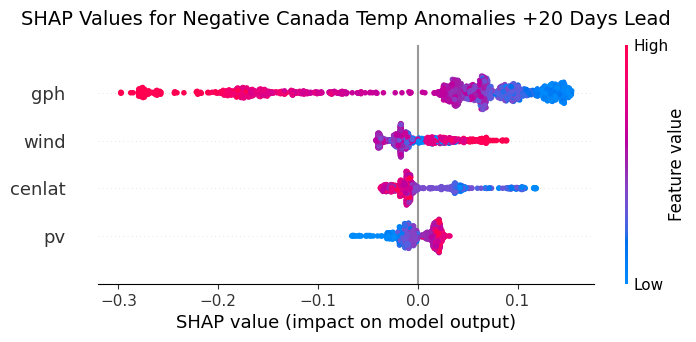 SHAP Values for Negative Canada Temp Anomalies +20 Days Lead
High
gph
wind
cenlat
pv
Feature value
Low
−0.3 −0.2 −0.1 0.0 0.1
SHAP value (impact on model output)